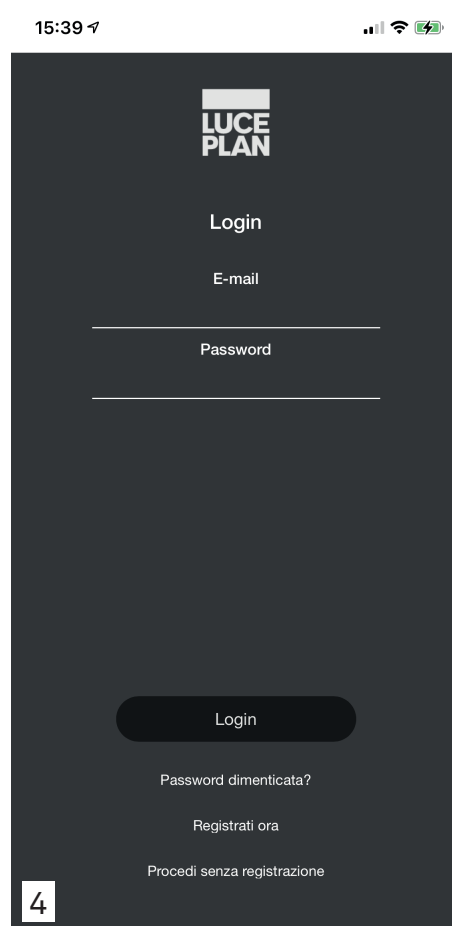 15:39
LUCE
PLAN
Login
E-mail
Password
Login
Password dimenticata?
Registrati ora
Procedi senza registrazione
4